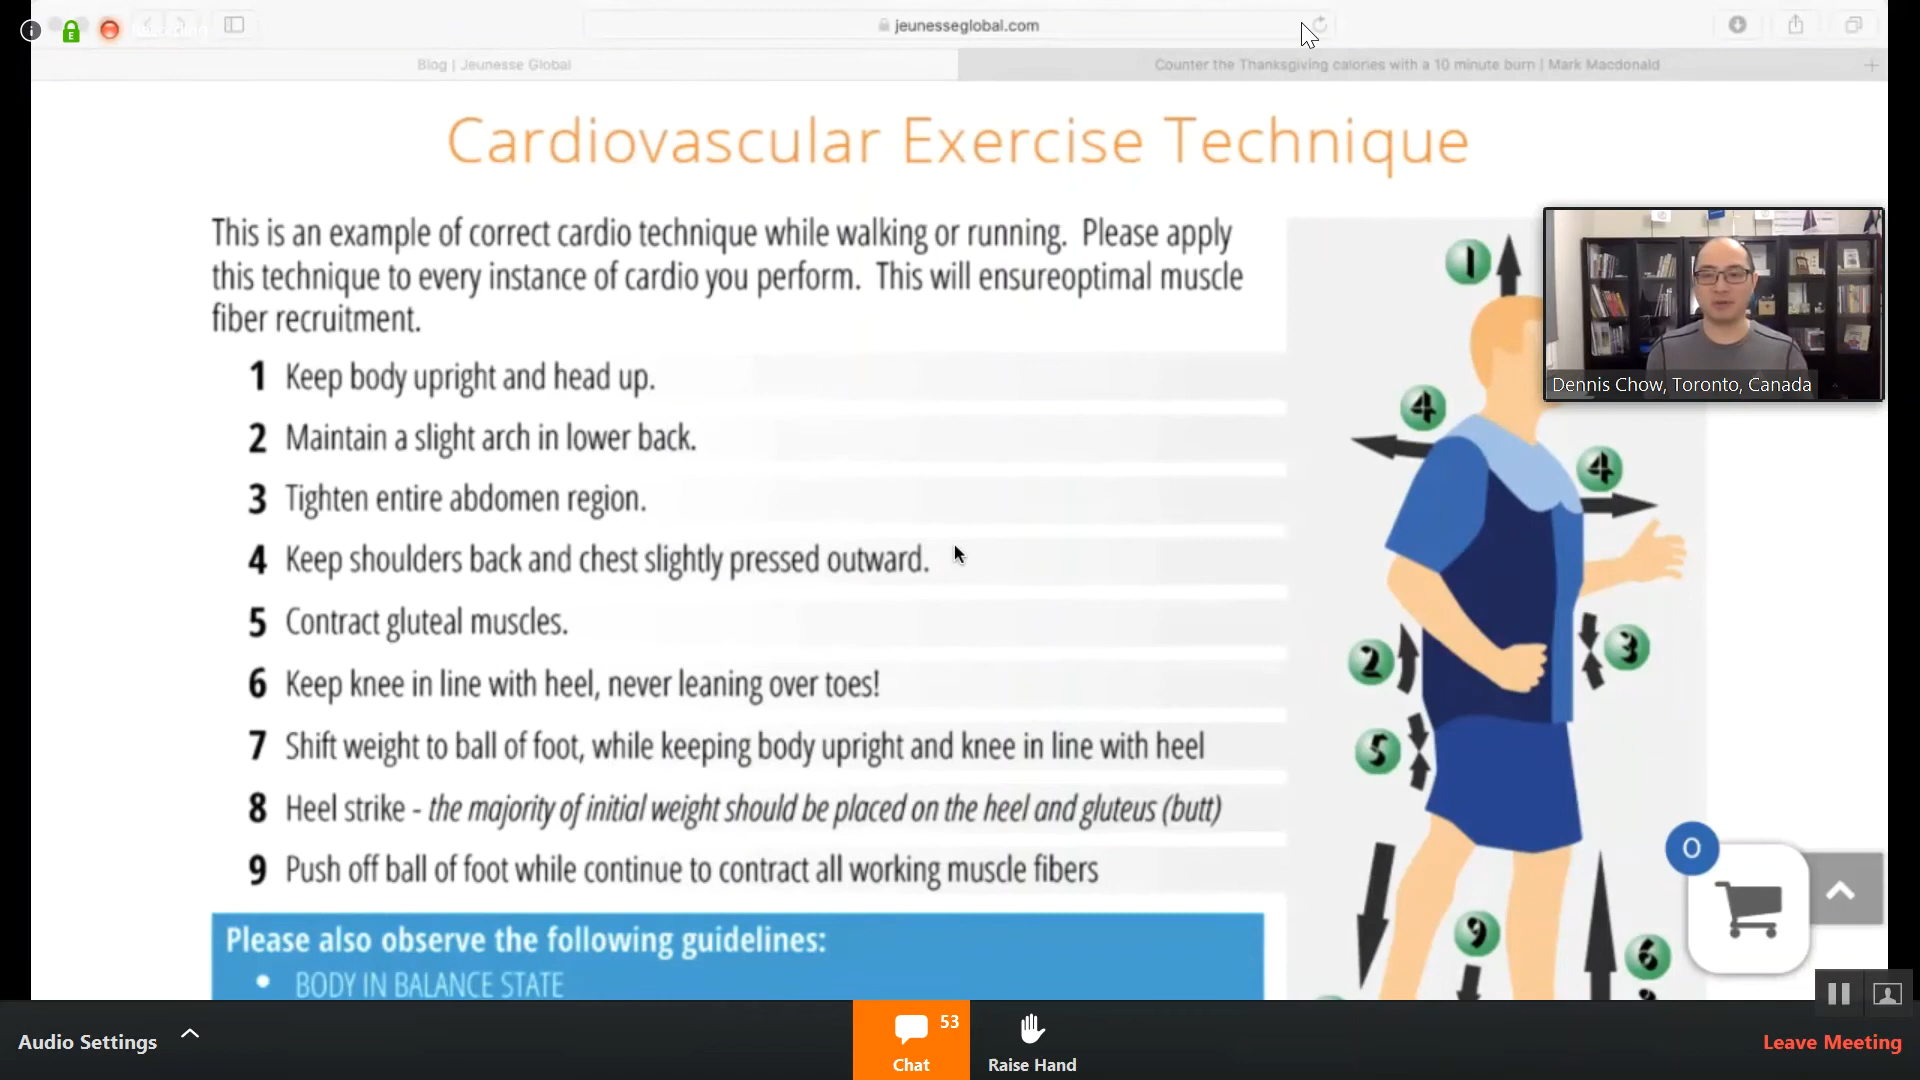 jeunesseglobal.com
Blog | Jeunesse Global
Counter the Thanksgiving calories with a 10 minute burn | Mark Macdonald
Cardiovascular Exercise Technique
This is an example of correct cardio technique while walking or running. Please apply
this technique to every instance of cardio you perform. This will ensureoptimal muscle
fiber recruitment.
1 Keep body upright and head up.
2 Maintain a slight arch in lower back.
3 Tighten entire abdomen region.
4 Keep shoulders back and chest slightly pressed outward.
5 Contract gluteal muscles.
6 Keep knee in line with heel, never leaning over toes!
7 Shift weight to ball of foot, while keeping body upright and knee in line with heel
8 Heel strike - the majority of initial weight should be placed on the heel and gluteus (butt)
9 Push off ball of foot while continue to contract all working muscle fibers
Please also observe the following guidelines:
• BODY IN BALANCE STATE
1
4
4
2
3
5
9
6
Dennis Chow, Toronto, Canada
0
E
Audio Settings
Chat
53
Raise Hand
Leave Meeting